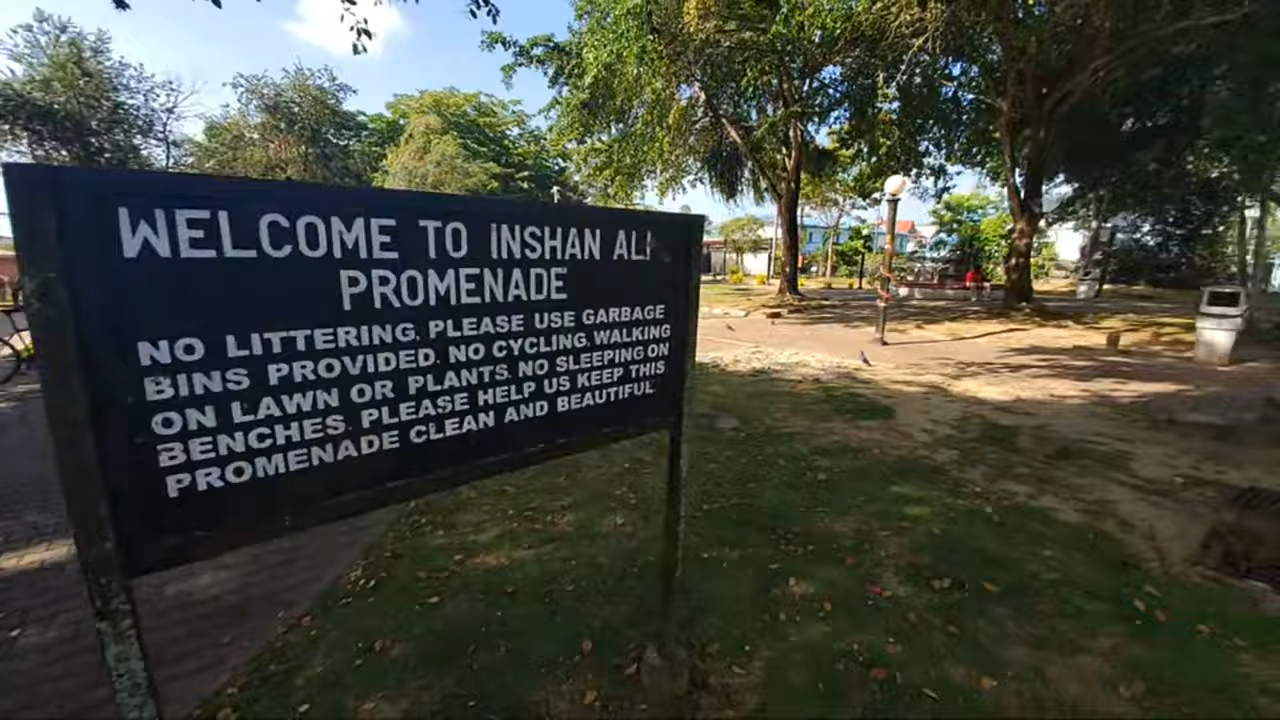 WELCOME TO INSHAN ALI
PROMENADE
NO LITTERING. PLEASE USE GARBAGE
BINS PROVIDED. NO CYCLING, WALKING
ON LAWN OR PLANTS. NO SLEEPING ON
BENCHES. PLEASE HELP US KEEP THIS
PROMENADE CLEAN AND BEAUTIFUL.